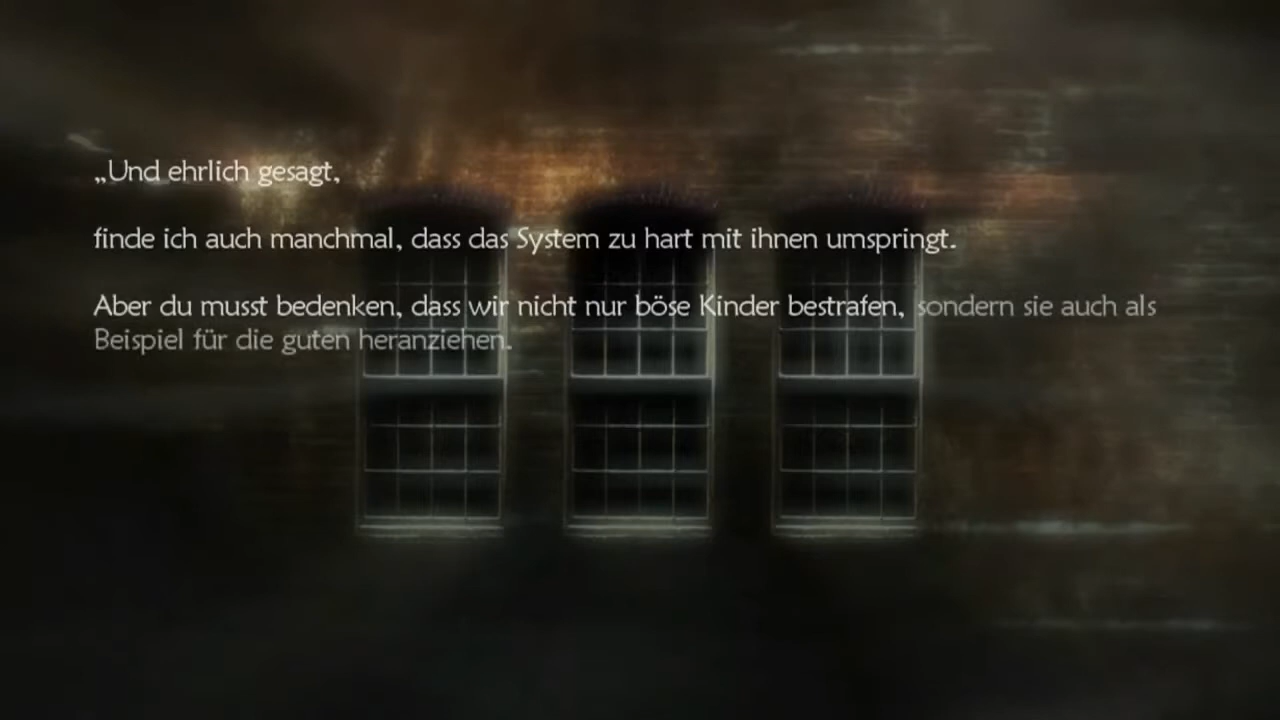 „Und ehrlich gesagt,
finde ich auch manchmal, dass das System zu hart mit ihnen umspringt.
Aber du musst bedenken, dass wir nicht nur böse Kinder bestrafen, sondern sie auch als
Beispiel für die guten heranziehen.